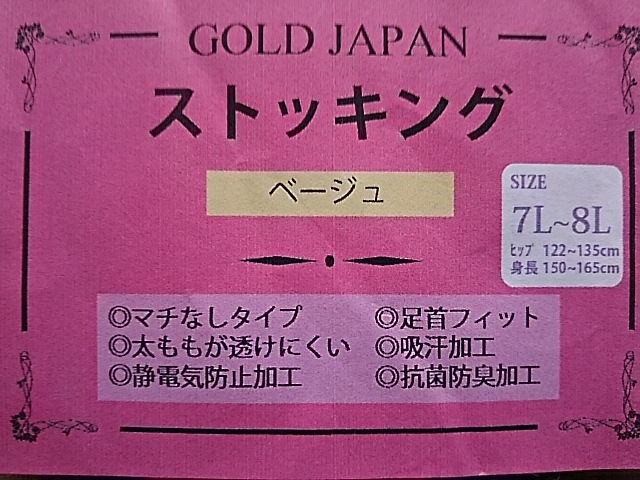 GOLD JAPAN
ストッキング
ベージュ
SIZE
7L~8L
ﾋｯﾌﾟ 122~135cm
身長 150~165cm
◎マチなしタイプ
◎足首フィット
◎太ももが透けにくい
◎吸汗加工
◎静電気防止加工
◎抗菌防臭加工